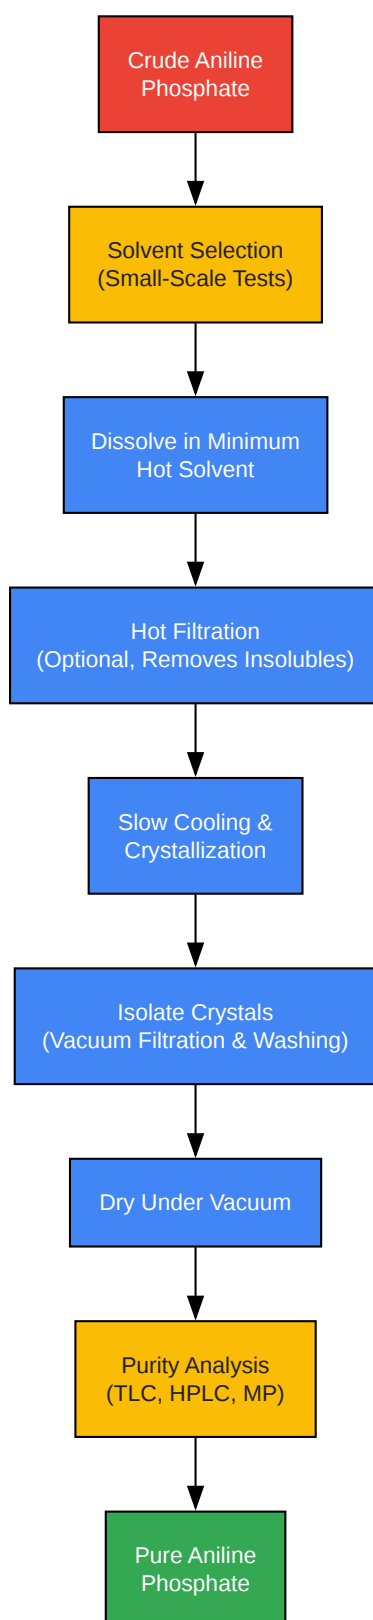 Crude Aniline
Phosphate
Solvent Selection
(Small-Scale Tests)
Dissolve in Minimum
Hot Solvent
Hot Filtration
(Optional, Removes Insolubles)
Slow Cooling &
Crystallization
Isolate Crystals
(Vacuum Filtration & Washing)
Dry Under Vacuum
Purity Analysis
(TLC, HPLC, MP)
Pure Aniline
Phosphate